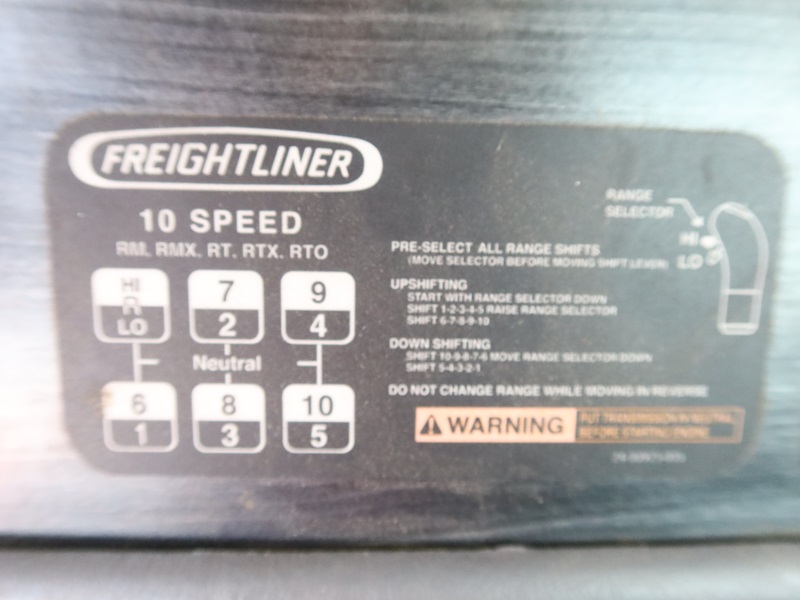 FREIGHTLINER
10 SPEED
RM, RMX, RT, RTX, RTO
HI
R
LO
7
2
9
4
Neutral
6
1
8
3
10
5
RANGE
SELECTOR
HI
LO
PRE-SELECT ALL RANGE SHIFTS
(MOVE SELECTOR BEFORE MOVING SHIFT LEVER)
UPSHIFTING
START WITH RANGE SELECTOR DOWN
SHIFT 1-2-3-4-5 RAISE RANGE SELECTOR
SHIFT 6-7-8-9-10
DOWN SHIFTING
SHIFT 10-9-8-7-6 MOVE RANGE SELECTOR DOWN
SHIFT 5-4-3-2-1
DO NOT CHANGE RANGE WHILE MOVING IN REVERSE
WARNING
PUT TRANSMISSION IN NEUTRAL
BEFORE STARTING ENGINE